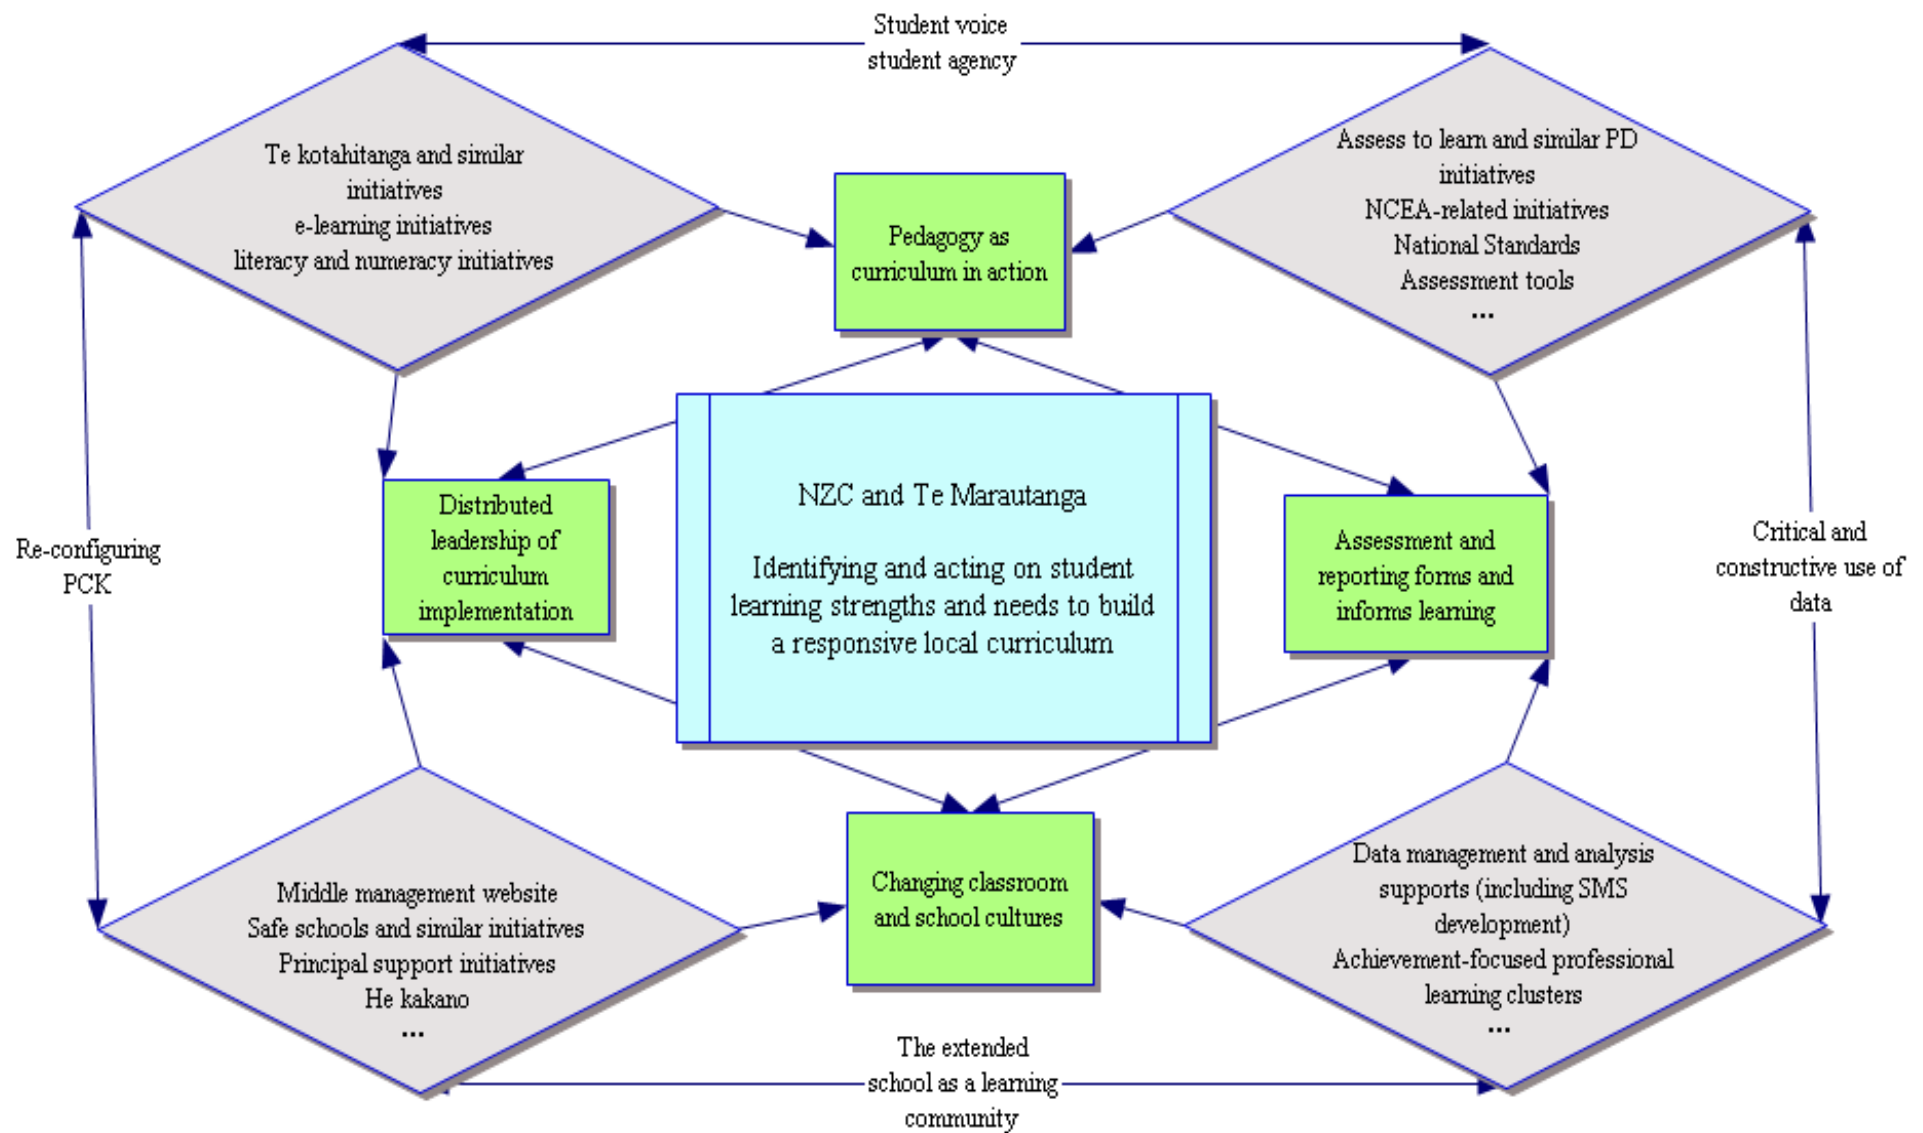 Student voice
student agency
Te kotahitanga and similar
initiatives
e-learning initiatives
literacy and numeracy initiatives
Assess to learn and similar PD
initiatives
NCEA-related initiatives
National Standards
Assessment tools
...
Pedagogy as
curriculum in action
Distributed
leadership of
curriculum
implementation
NZC and Te Marautanga
Identifying and acting on student
learning strengths and needs to build
a responsive local curriculum
Assessment and
reporting forms and
informs learning
Re-configuring
PCK
Critical and
constructive use of
data
Middle management website
Safe schools and similar initiatives
Principal support initiatives
He kakano
...
Changing classroom
and school cultures
Data management and analysis
supports (including SMS
development)
Achievement-focused professional
learning clusters
...
The extended
school as a learning
community